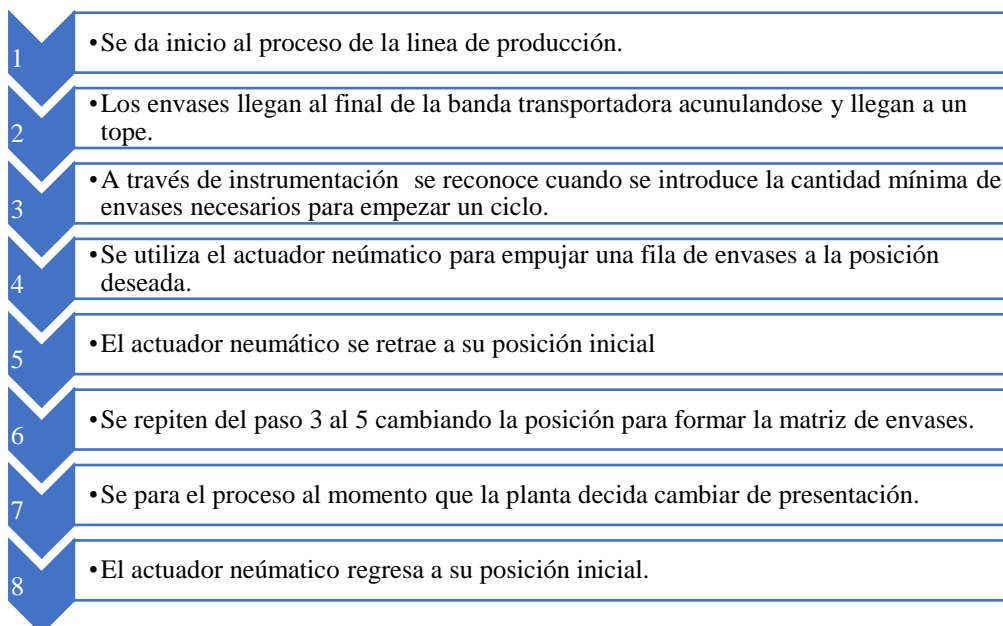 1
•Se da inicio al proceso de la linea de producción.
2
•Los envases llegan al final de la banda transportadora acunulandose y llegan a un
tope.
3
•A través de instrumentación  se reconoce cuando se introduce la cantidad mínima de
envases necesarios para empezar un ciclo.
4
•Se utiliza el actuador neúmatico para empujar una fila de envases a la posición
deseada.
5
•El actuador neumático se retrae a su posición inicial
6
•Se repiten del paso 3 al 5 cambiando la posición para formar la matriz de envases.
7
•Se para el proceso al momento que la planta decida cambiar de presentación.
8
•El actuador neúmatico regresa a su posición inicial.